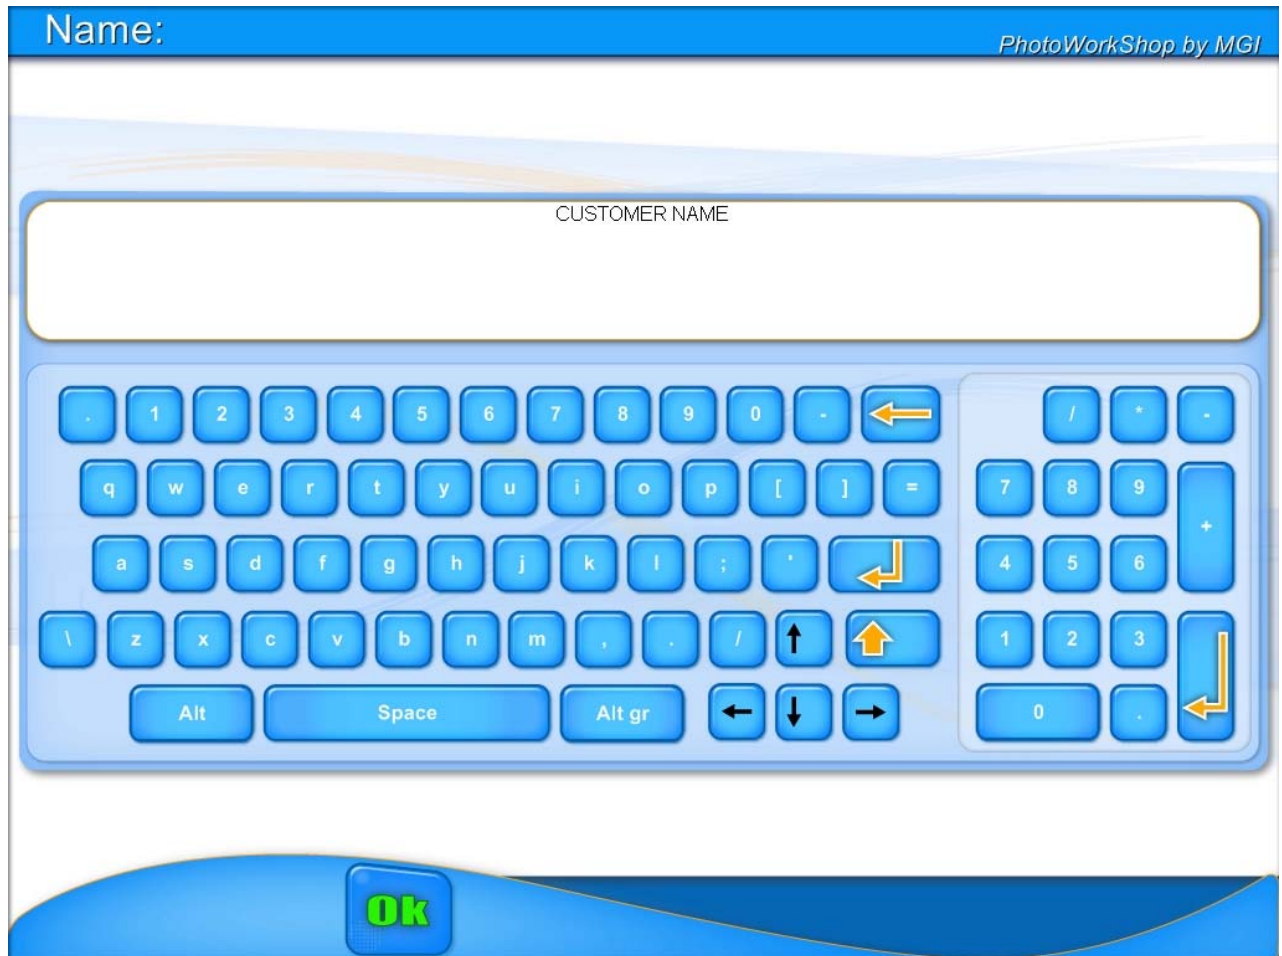 Name:
PhotoWorkShop by MGI
CUSTOMER NAME
. 1 2 3 4 5 6 7 8 9 0 - / * -
q w e r t y u i o p [ ] = 7 8 9 +
a s d f g h j k l ; ' 4 5 6
\ z x c v b n m , . / 1 2 3
Alt Space Alt gr 0 .
Ok